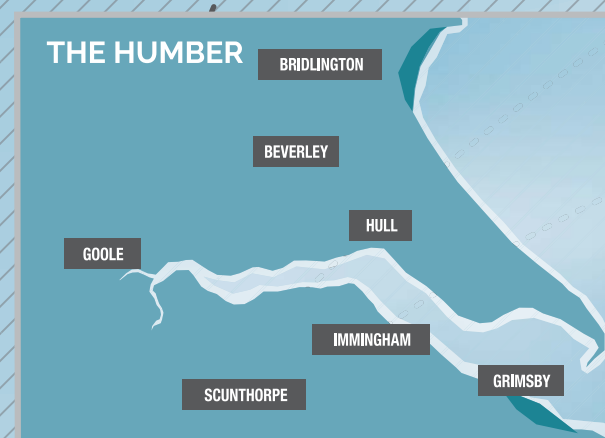 THE HUMBER
BRIDLINGTON
BEVERLEY
HULL
GOOLE
IMMINGHAM
GRIMSBY
SCUNTHORPE